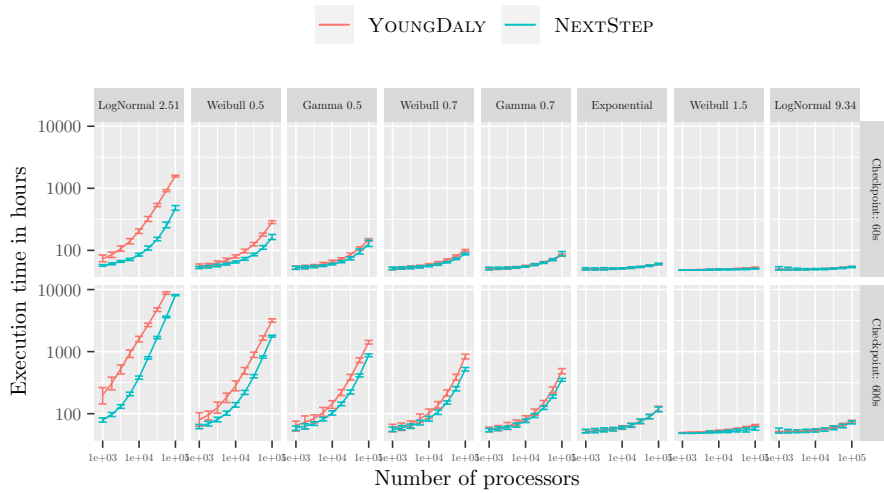 YOUNGDALY NEXTSTEP
LogNormal 2.51 Weibull 0.5 Gamma 0.5 Weibull 0.7 Gamma 0.7 Exponential Weibull 1.5 LogNormal 9.34
10000
1000
100
Checkpoint: 60s
10000
1000
100
Checkpoint: 600s
Execution time in hours
1e+03 1e+04 1e+05 1e+03 1e+04 1e+05 1e+03 1e+04 1e+05 1e+03 1e+04 1e+05 1e+03 1e+04 1e+05 1e+03 1e+04 1e+05 1e+03 1e+04 1e+05 1e+03 1e+04 1e+05
Number of processors